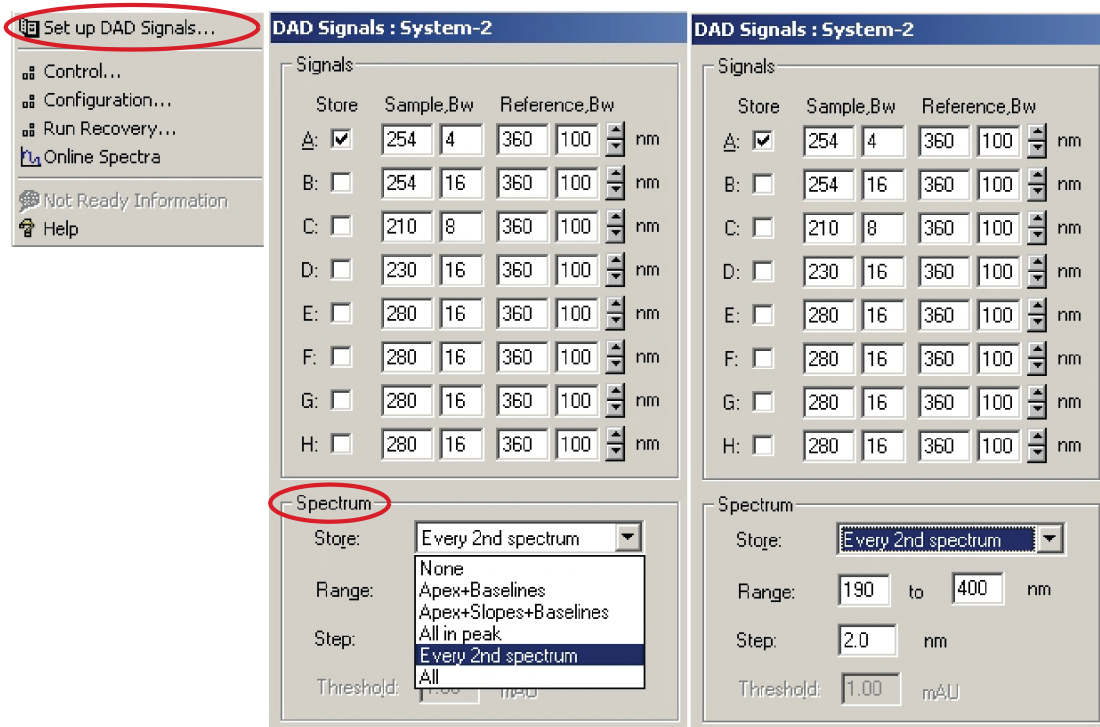 Set up DAD Signals...
Control...
Configuration...
Run Recovery...
Online Spectra
Not Ready Information
Help
DAD Signals : System-2
Signals
Store Sample,Bw Reference,Bw
A: 254 4 360 100 nm
B: 254 16 360 100 nm
C: 210 8 360 100 nm
D: 230 16 360 100 nm
E: 280 16 360 100 nm
F: 280 16 360 100 nm
G: 280 16 360 100 nm
H: 280 16 360 100 nm
Spectrum
Store: Every 2nd spectrum
None
Range: Apex+Baselines
Apex+Slopes+Baselines
Step: All in peak
Every 2nd spectrum
All
Threshold: 1.00 mAU
DAD Signals : System-2
Signals
Store Sample,Bw Reference,Bw
A: 254 4 360 100 nm
B: 254 16 360 100 nm
C: 210 8 360 100 nm
D: 230 16 360 100 nm
E: 280 16 360 100 nm
F: 280 16 360 100 nm
G: 280 16 360 100 nm
H: 280 16 360 100 nm
Spectrum
Store: Every 2nd spectrum
Range: 190 to 400 nm
Step: 2.0 nm
Threshold: 1.00 mAU